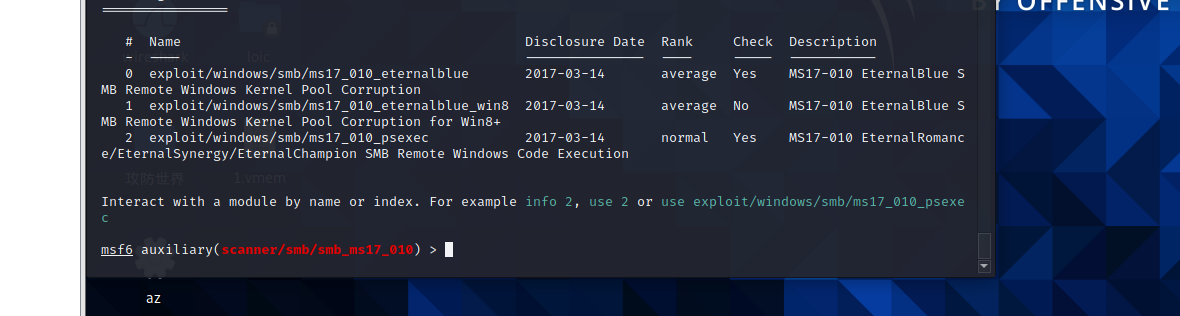 BY OFFENSIVE
#  Name  Disclosure Date  Rank  Check  Description
-  ----  ---------------  ----  -----  -----------
0  exploit/windows/smb/ms17_010_eternalblue  2017-03-14  average  Yes  MS17-010 EternalBlue S
MB Remote Windows Kernel Pool Corruption
1  exploit/windows/smb/ms17_010_eternalblue_win8  2017-03-14  average  No  MS17-010 EternalBlue S
MB Remote Windows Kernel Pool Corruption for Win8+
2  exploit/windows/smb/ms17_010_psexec  2017-03-14  normal  Yes  MS17-010 EternalRomanc
e/EternalSynergy/EternalChampion SMB Remote Windows Code Execution
攻防世界  1.vmem
Interact with a module by name or index. For example info 2, use 2 or use exploit/windows/smb/ms17_010_psexe
c
msf6 auxiliary(scanner/smb/smb_ms17_010) >
az